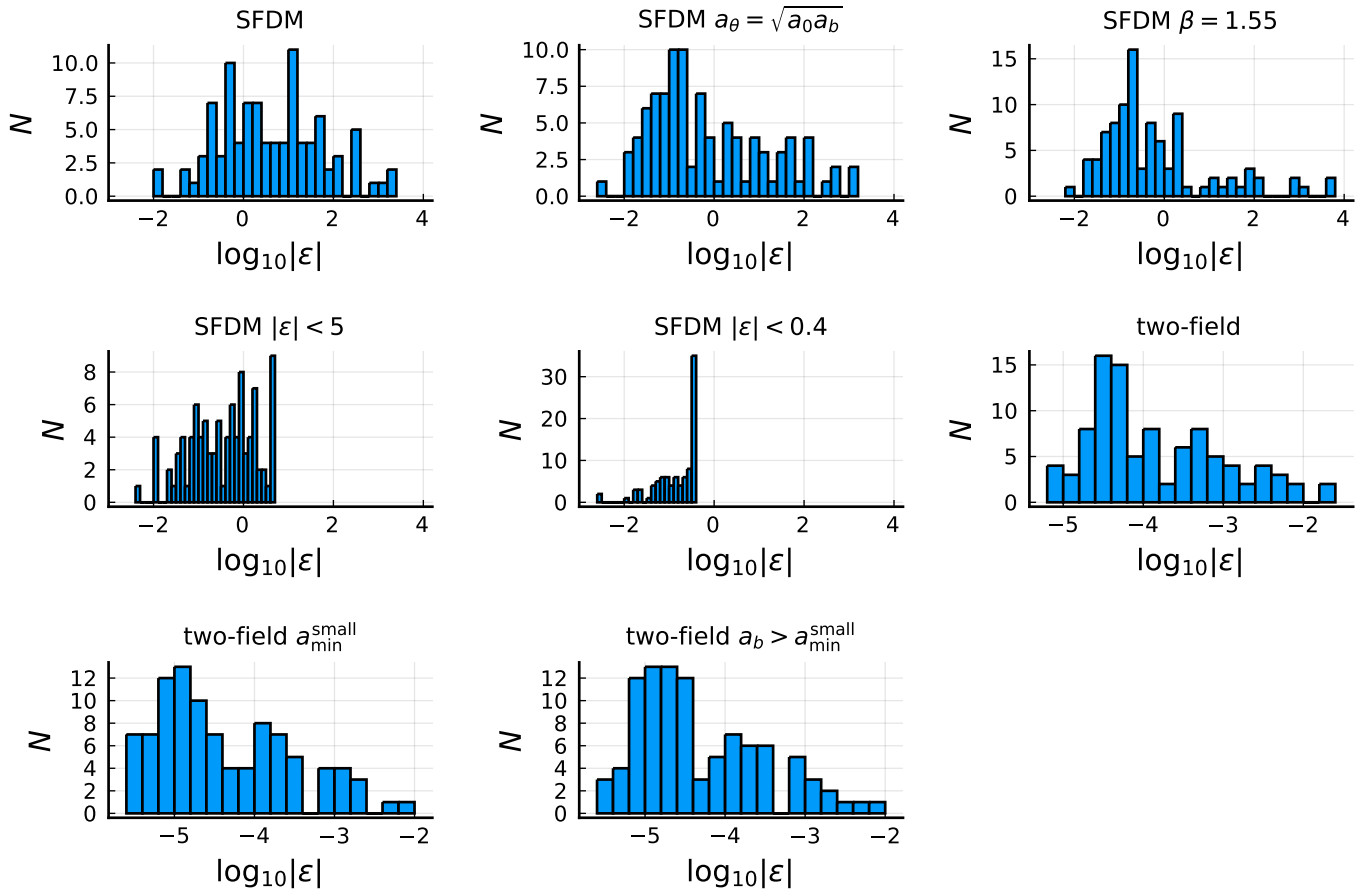 SFDM
N
10.0
7.5
5.0
2.5
0.0
−2 0 2 4
log₁₀|ε|
SFDM a_θ = √(a₀a_b)
N
10.0
7.5
5.0
2.5
0.0
−2 0 2 4
log₁₀|ε|
SFDM β = 1.55
N
15
10
5
0
−2 0 2 4
log₁₀|ε|
SFDM |ε| < 5
N
8
6
4
2
0
−2 0 2 4
log₁₀|ε|
SFDM |ε| < 0.4
N
30
20
10
0
−2 0 2 4
log₁₀|ε|
two-field
N
15
10
5
0
−5 −4 −3 −2
log₁₀|ε|
two-field a_min^small
N
12
10
8
6
4
2
0
−5 −4 −3 −2
log₁₀|ε|
two-field a_b > a_min^small
N
12
10
8
6
4
2
0
−5 −4 −3 −2
log₁₀|ε|